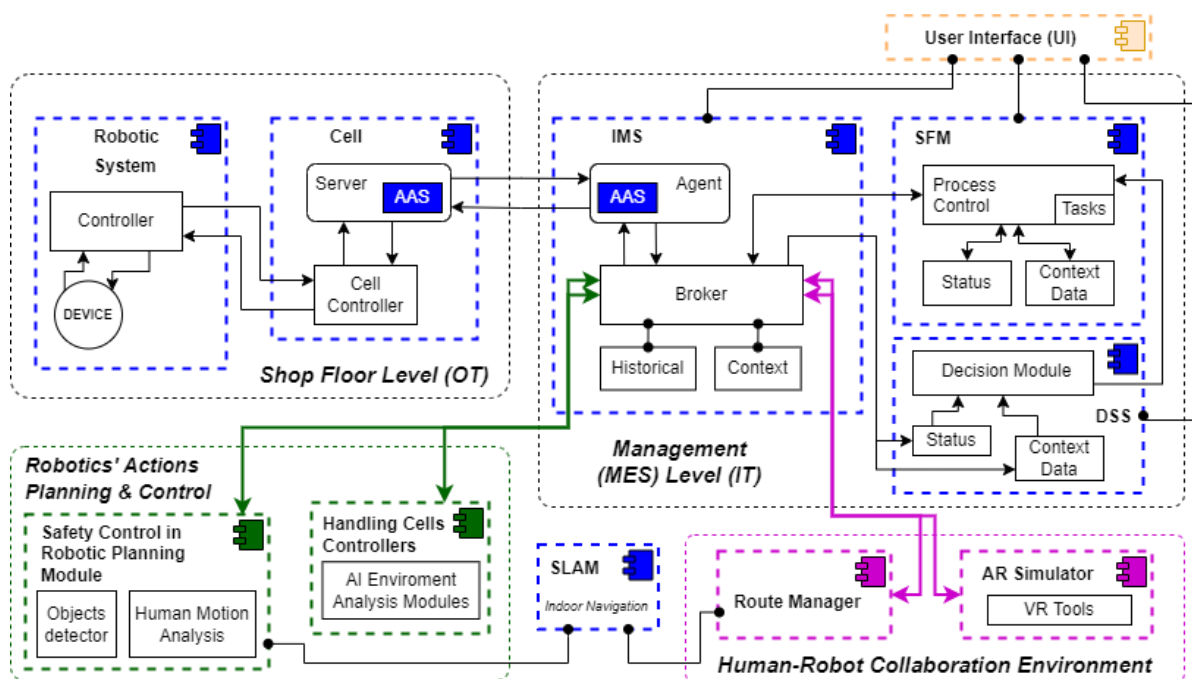 User Interface (UI)
Robotic
System
Controller
DEVICE
Cell
Server
AAS
Cell
Controller
Shop Floor Level (OT)
IMS
AAS
Agent
Broker
Historical
Context
SFM
Process
Control
Tasks
Status
Context
Data
Decision Module
DSS
Status
Context
Data
Management
(MES) Level (IT)
Robotics' Actions
Planning & Control
Safety Control in
Robotic Planning
Module
Objects
detector
Human Motion
Analysis
Handling Cells
Controllers
AI Enviroment
Analysis Modules
SLAM
Indoor Navigation
Route Manager
AR Simulator
VR Tools
Human-Robot Collaboration Environment